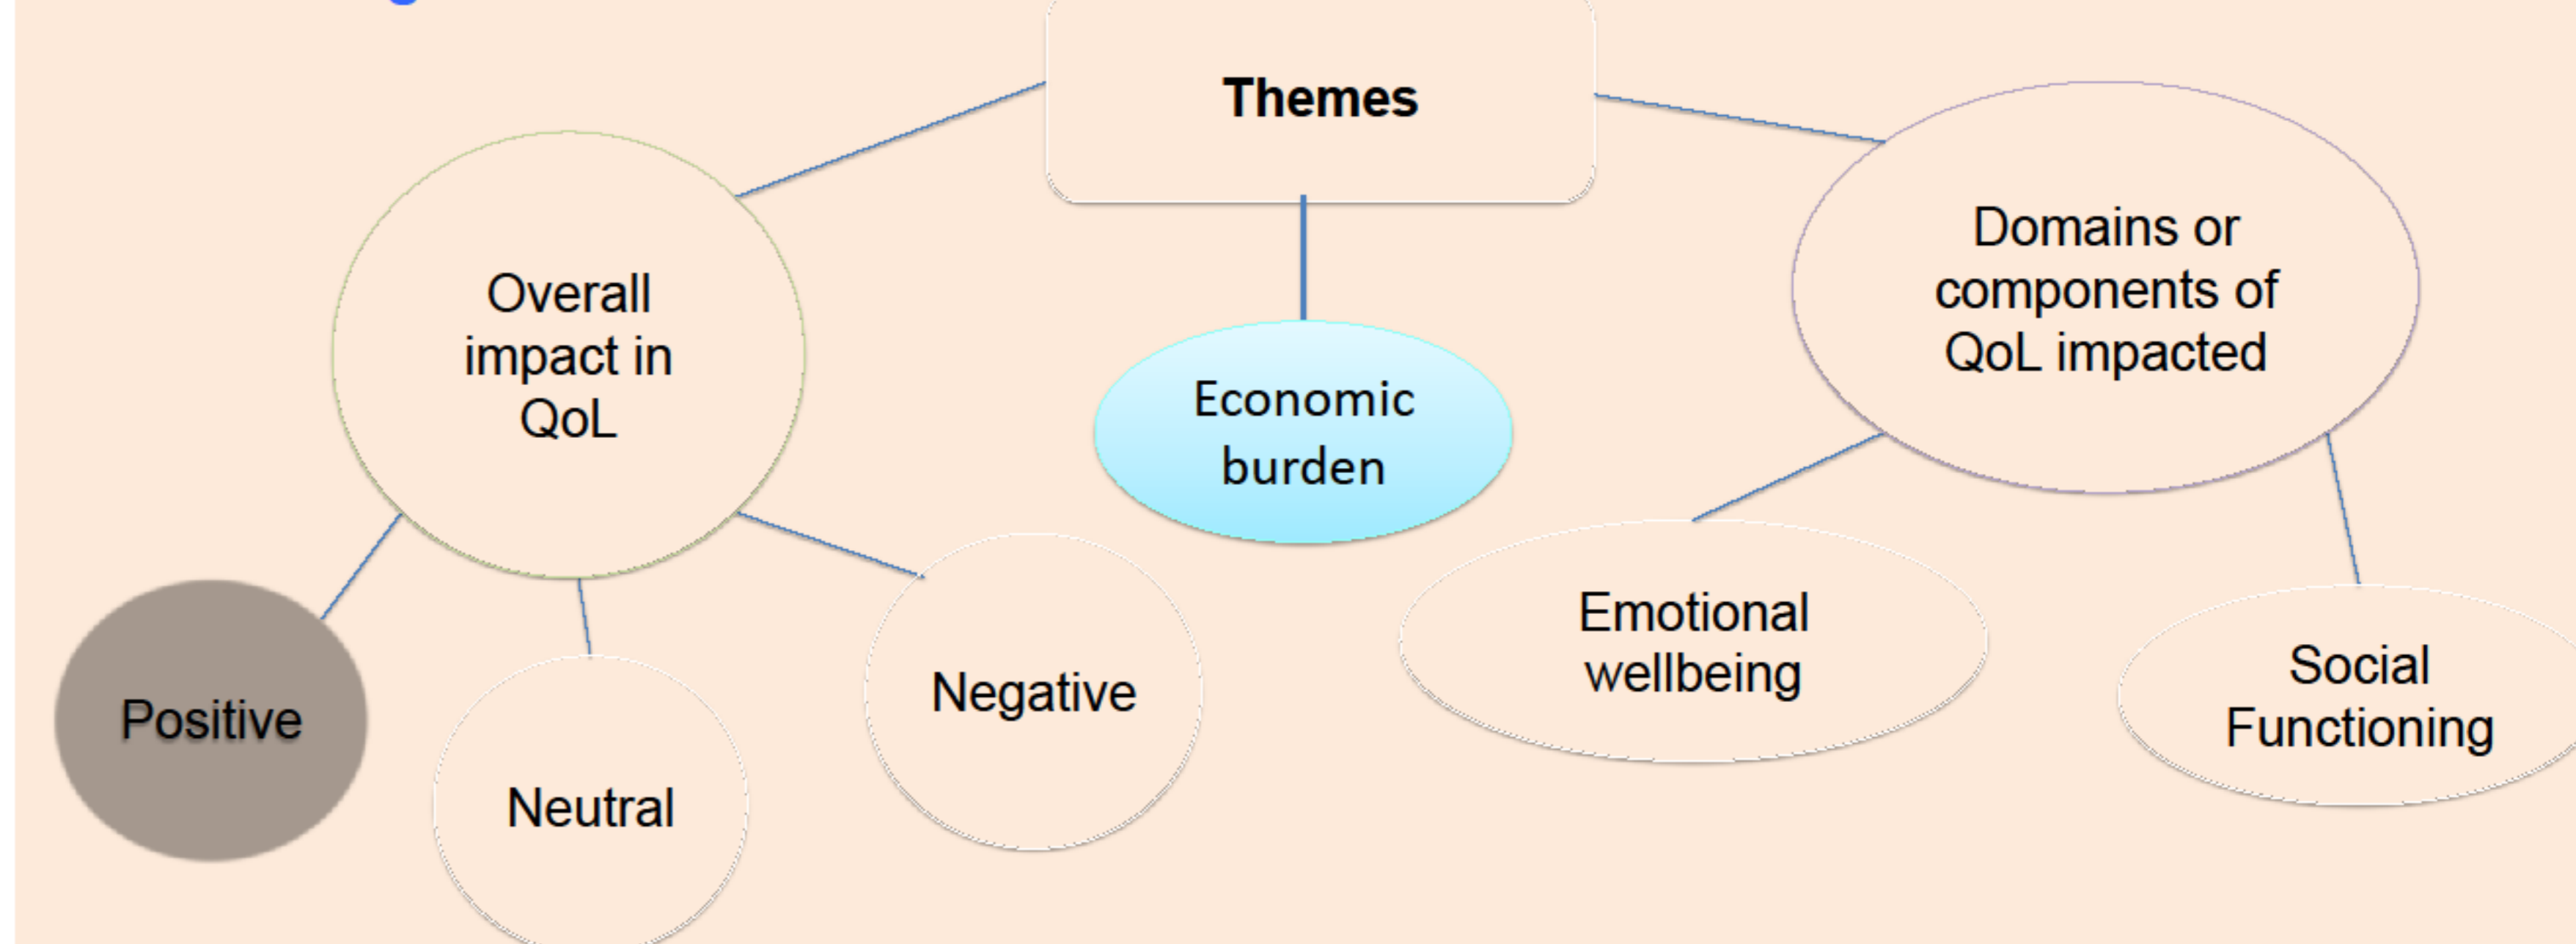 Themes
Overall
impact in
QoL
Economic
burden
Domains or
components of
QoL impacted
Positive
Neutral
Negative
Emotional
wellbeing
Social
Functioning